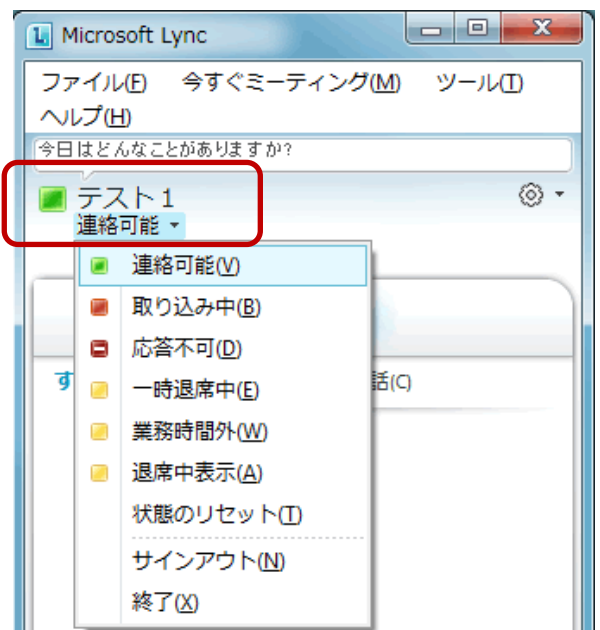 Microsoft Lync
ファイル(F) 今すぐミーティング(M) ツール(T)
ヘルプ(H)
今日はどんなことがありますか?
テスト1
連絡可能
連絡可能(V)
取り込み中(B)
応答不可(D)
す
話(C)
一時退席中(E)
業務時間外(W)
退席中表示(A)
状態のリセット(T)
サインアウト(N)
終了(X)